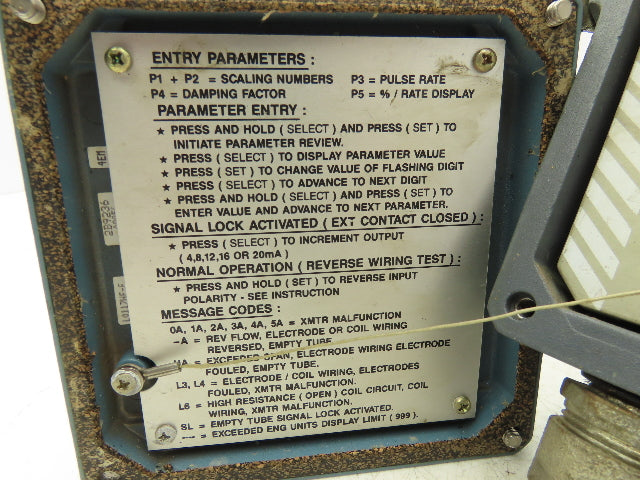 ENTRY PARAMETERS :
P1 + P2 = SCALING NUMBERS P3 = PULSE RATE
P4 = DAMPING FACTOR P5 = % / RATE DISPLAY
PARAMETER ENTRY :
★ PRESS AND HOLD ( SELECT ) AND PRESS ( SET ) TO
INITIATE PARAMETER REVIEW.
★ PRESS ( SELECT ) TO DISPLAY PARAMETER VALUE
★ PRESS ( SET ) TO CHANGE VALUE OF FLASHING DIGIT
★ PRESS ( SELECT ) TO ADVANCE TO NEXT DIGIT
★ PRESS AND HOLD ( SELECT ) AND PRESS ( SET ) TO
ENTER VALUE AND ADVANCE TO NEXT PARAMETER.
SIGNAL LOCK ACTIVATED ( EXT CONTACT CLOSED ) :
★ PRESS ( SELECT ) TO INCREMENT OUTPUT
( 4,8,12,16 OR 20mA )
NORMAL OPERATION ( REVERSE WIRING TEST ) :
★ PRESS AND HOLD ( SET ) TO REVERSE INPUT
POLARITY - SEE INSTRUCTION
MESSAGE CODES :
0A, 1A, 2A, 3A, 4A, 5A = XMTR MALFUNCTION
-A = REV FLOW, ELECTRODE OR COIL WIRING
REVERSED, EMPTY TUBE.
= EXCEEDED SPAN, ELECTRODE WIRING ELECTRODE
FOULED, EMPTY TUBE.
L3, L4 = ELECTRODE / COIL WIRING, ELECTRODES
FOULED, XMTR MALFUNCTION.
L6 = HIGH RESISTANCE ( OPEN ) COIL CIRCUIT, COIL
WIRING, XMTR MALFUNCTION.
SL = EMPTY TUBE SIGNAL LOCK ACTIVATED.
--- = EXCEEDED ENG UNITS DISPLAY LIMIT ( 999 ).
2B9236